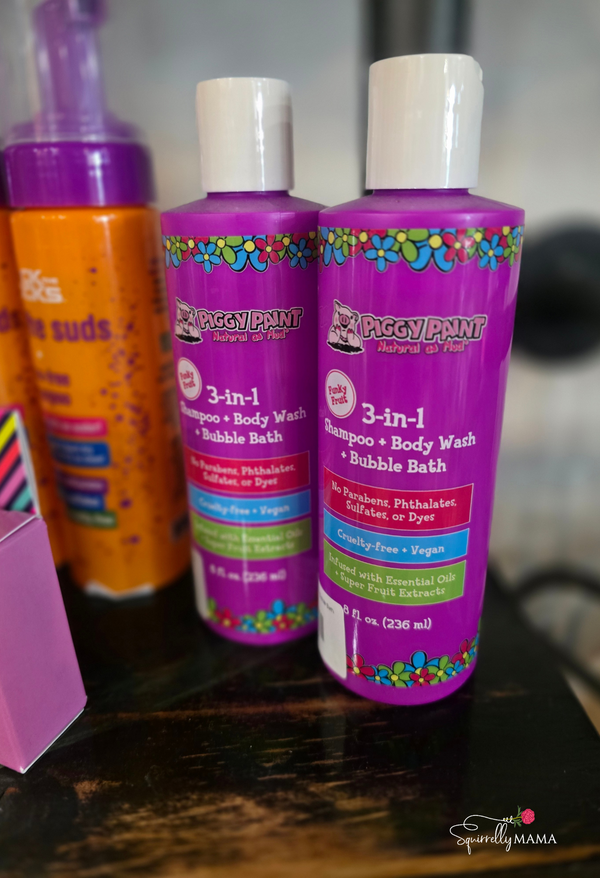 he suds
PIGGY PAINT
Natural as Mud
Funky
Fruit
3-in-1
Shampoo + Body Wash
+ Bubble Bath
No Parabens, Phthalates,
Sulfates, or Dyes
Cruelty-free + Vegan
Infused with Essential Oils
+ Super Fruit Extracts
8 fl oz (236 ml)
PIGGY PAINT
Natural as Mud
Funky
Fruit
3-in-1
Shampoo + Body Wash
+ Bubble Bath
No Parabens, Phthalates,
Sulfates, or Dyes
Cruelty-free + Vegan
Infused with Essential Oils
+ Super Fruit Extracts
8 fl. oz. (236 ml)
Squirrelly MAMA